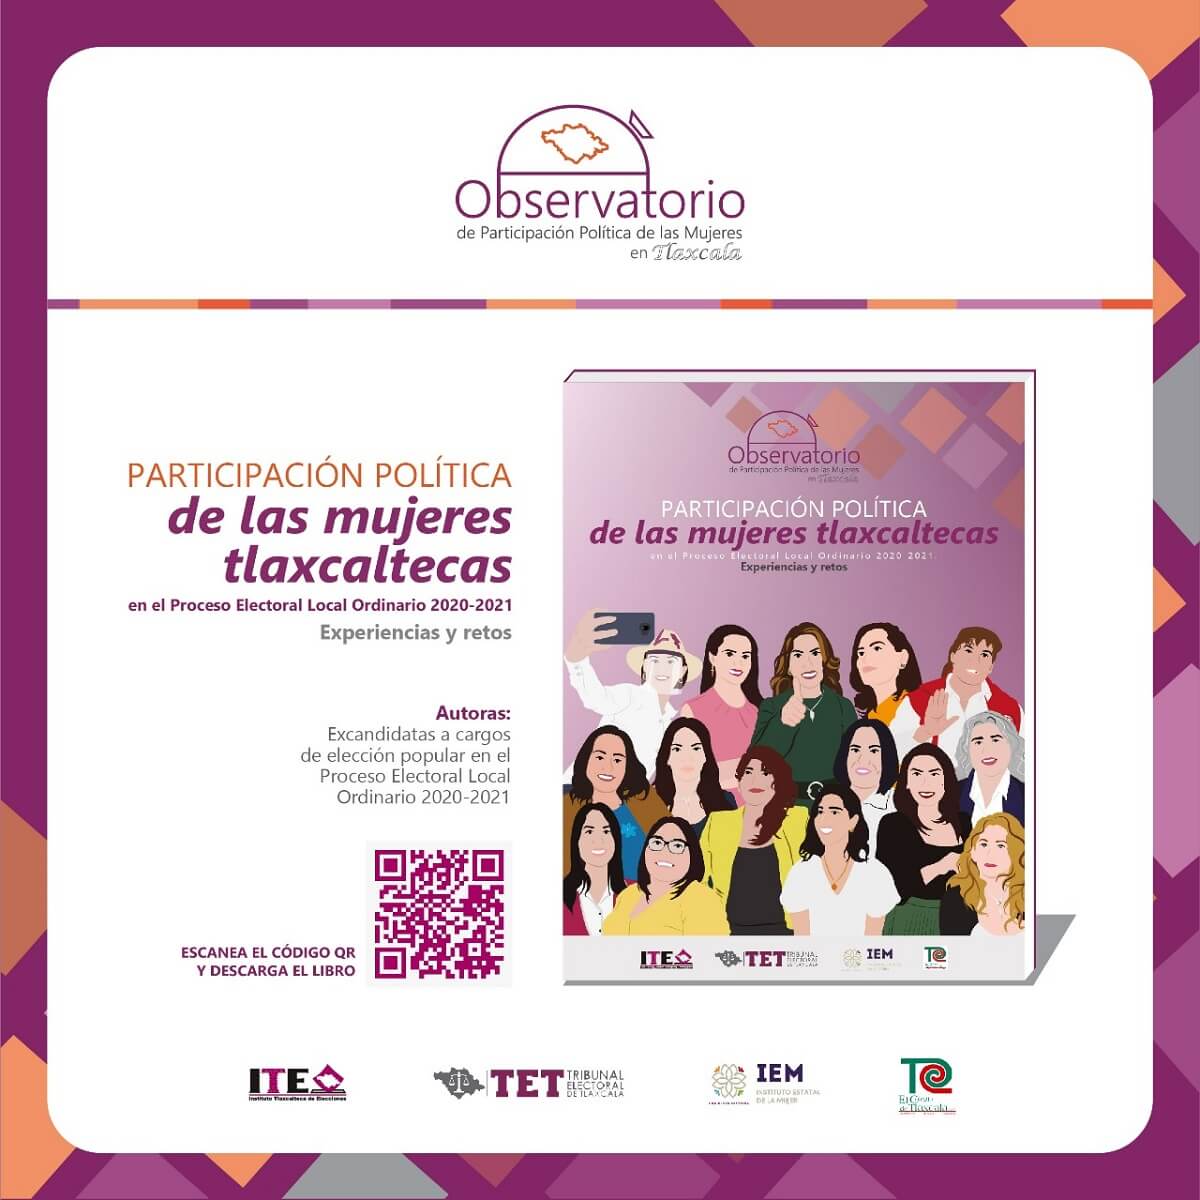 Observatorio
de Participación Política de las Mujeres
en Tlaxcala
PARTICIPACIÓN POLÍTICA
de las mujeres
tlaxcaltecas
en el Proceso Electoral Local Ordinario 2020-2021
Experiencias y retos
Autoras:
Excandidatas a cargos
de elección popular en el
Proceso Electoral Local
Ordinario 2020-2021
ESCANEA EL CÓDIGO QR
Y DESCARGA EL LIBRO
Observatorio
de Participación Política de las Mujeres
en Tlaxcala
PARTICIPACIÓN POLÍTICA
de las mujeres tlaxcaltecas
en el Proceso Electoral Local Ordinario 2020-2021.
Experiencias y retos
ITE
TET TRIBUNAL
ELECTORAL
DE TLAXCALA
IEM
ITE
Instituto Tlaxcalteca de Elecciones
TET
TRIBUNAL
ELECTORAL
DE TLAXCALA
IEM
INSTITUTO ESTATAL
DE LA MUJER
El Colegio
de Tlaxcala